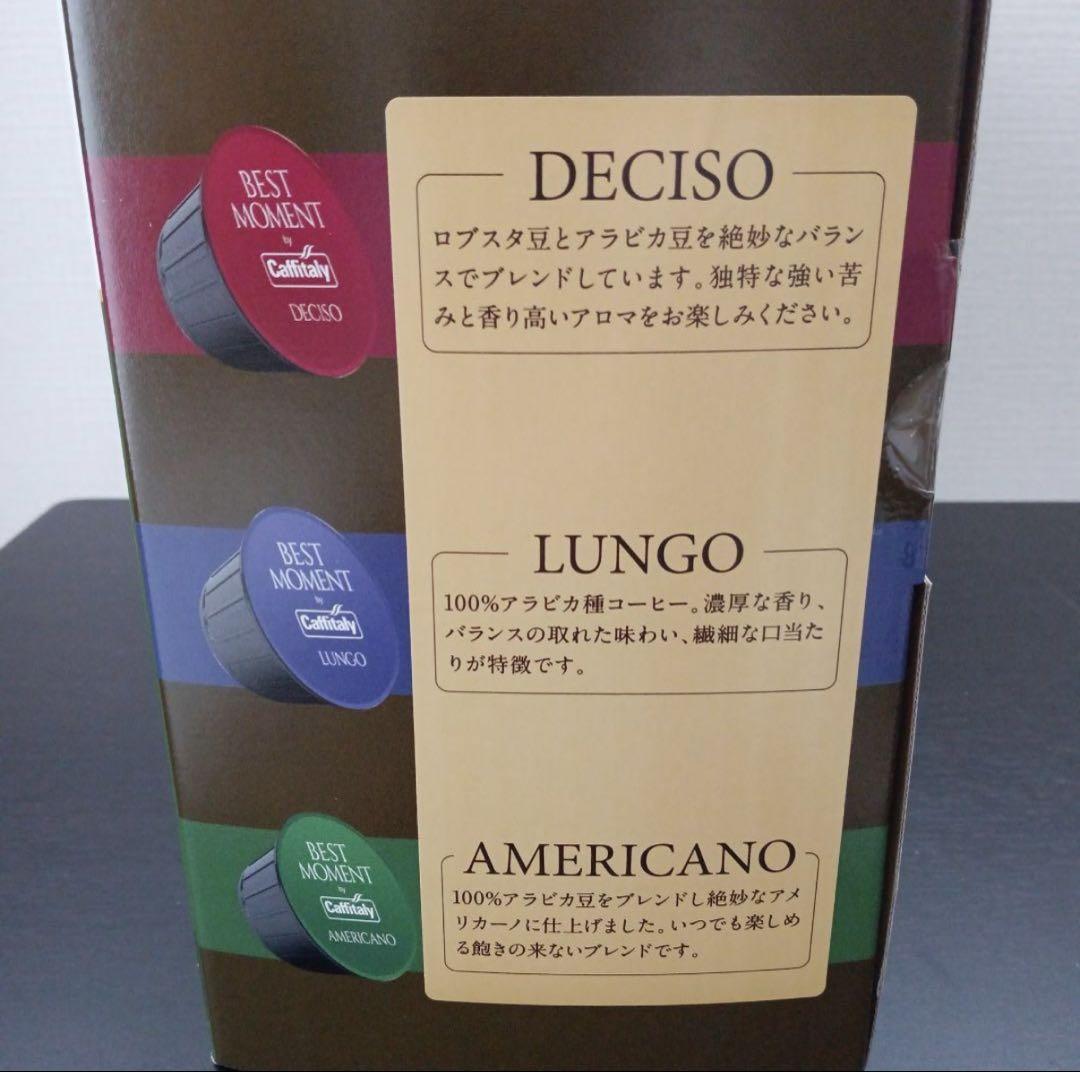 BEST
MOMENT
by
Caffitaly
DECISO
DECISO
ロブスタ豆とアラビカ豆を絶妙なバラン
スでブレンドしています。独特な強い苦
みと香り高いアロマをお楽しみください。
BEST
MOMENT
by
Caffitaly
LUNGO
LUNGO
100%アラビカ種コーヒー。濃厚な香り、
バランスの取れた味わい、繊細な口当た
りが特徴です。
BEST
MOMENT
by
Caffitaly
AMERICANO
AMERICANO
100%アラビカ豆をブレンドし絶妙なアメ
リカーノに仕上げました。いつでも楽しめ
る飽きの来ないブレンドです。